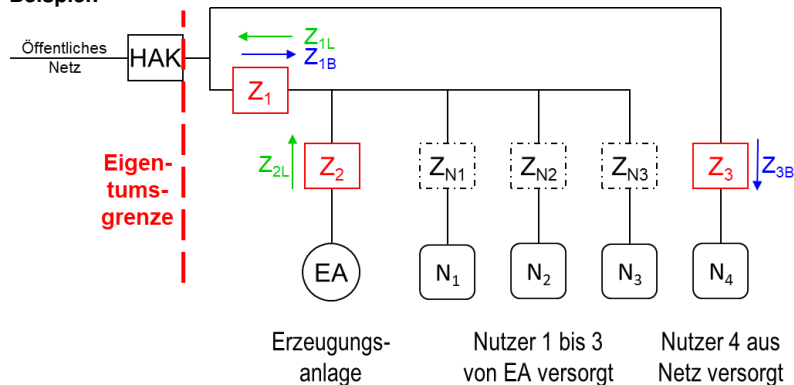 Beispiel:
Öffentliches
Netz
HAK
Z1L
Z1B
Z1
Eigen-
tums-
grenze
Z2L
Z2
ZN1
ZN2
ZN3
Z3
Z3B
EA
N1
N2
N3
N4
Erzeugungs-
anlage
Nutzer 1 bis 3
von EA versorgt
Nutzer 4 aus
Netz versorgt